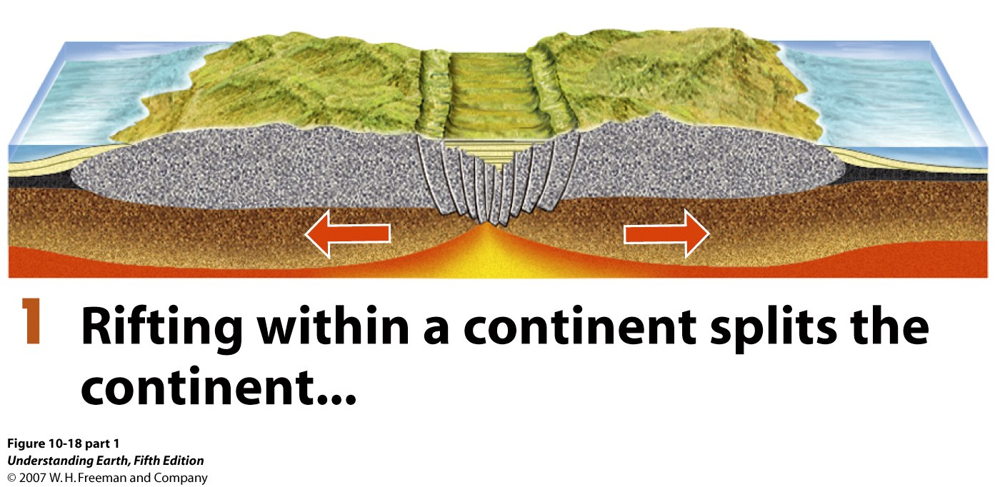 1 Rifting within a continent splits the
continent...
Figure 10-18 part 1
Understanding Earth, Fifth Edition
© 2007 W. H. Freeman and Company